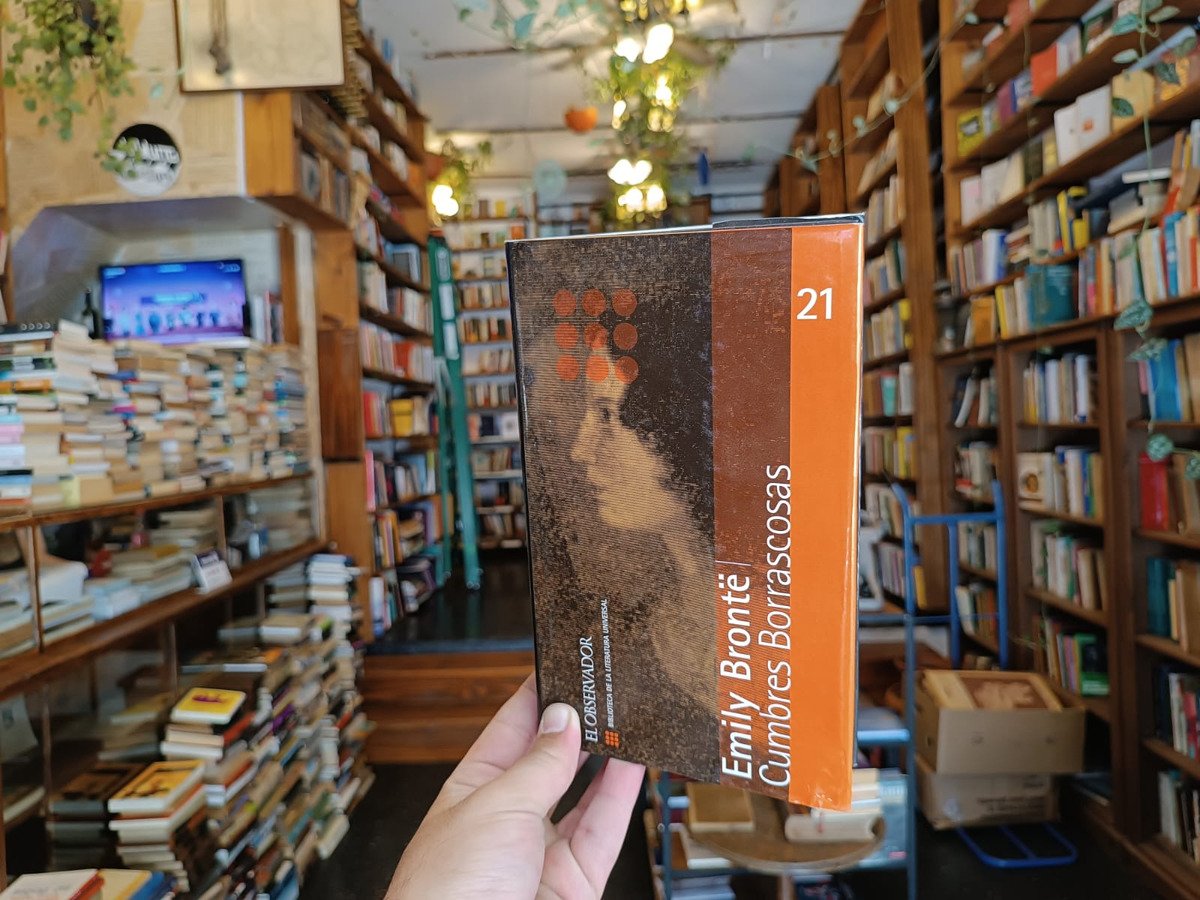 21
Emily Brontë
Cumbres Borrascosas
EL OBSERVADOR
BIBLIOTECA DE LA LITERATURA UNIVERSAL